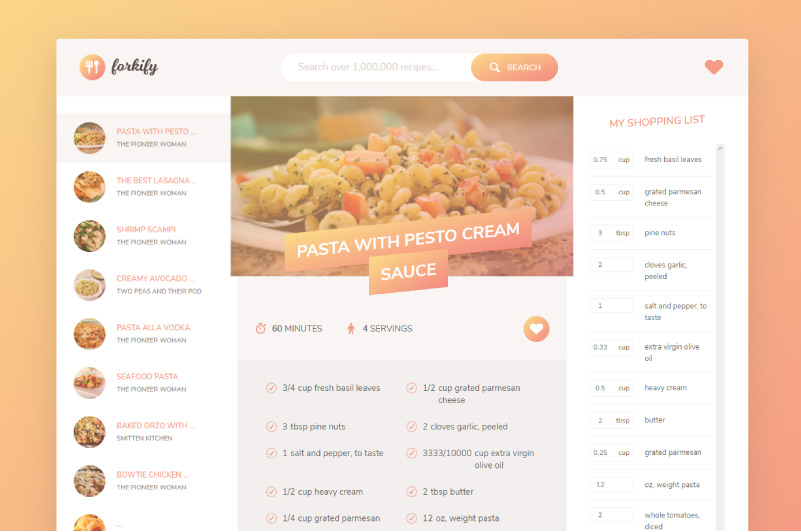 forkify
Search over 1,000,000 recipes...
SEARCH
PASTA WITH PESTO ...
THE PIONEER WOMAN
THE BEST LASAGNA ...
THE PIONEER WOMAN
SHRIMP SCAMPI
THE PIONEER WOMAN
CREAMY AVOCADO ...
TWO PEAS AND THEIR POD
PASTA ALLA VODKA
THE PIONEER WOMAN
SEAFOOD PASTA
THE PIONEER WOMAN
BAKED ORZO WITH ...
SMITTEN KITCHEN
BOWTIE CHICKEN ...
THE PIONEER WOMAN
...
PASTA WITH PESTO CREAM
SAUCE
60 MINUTES
4 SERVINGS
3/4 cup fresh basil leaves
1/2 cup grated parmesan
cheese
3 tbsp pine nuts
2 cloves garlic, peeled
1 salt and pepper, to taste
3333/10000 cup extra virgin
olive oil
1/2 cup heavy cream
2 tbsp butter
1/4 cup grated parmesan
12 oz, weight pasta
MY SHOPPING LIST
0.75 cup fresh basil leaves
0.5 cup grated parmesan
cheese
3 tbsp pine nuts
2 cloves garlic,
peeled
1 salt and pepper, to
taste
0.33 cup extra virgin olive
oil
0.5 cup heavy cream
2 tbsp butter
0.25 cup grated parmesan
12 oz, weight pasta
2 whole tomatoes,
diced